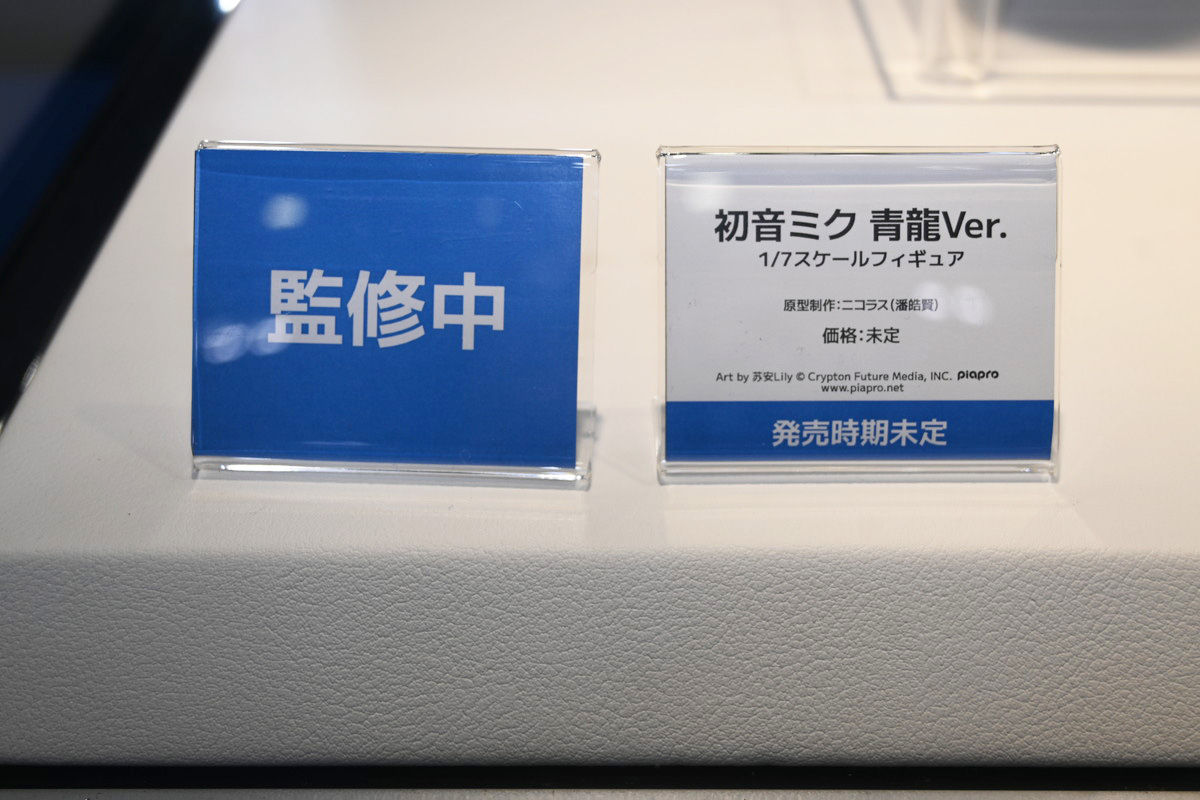 監修中
初音ミク 青龍Ver.
1/7スケールフィギュア
原型制作：ニコラス（潘皓賢）
価格：未定
Art by 苏安Lily © Crypton Future Media, INC. piapro
www.piapro.net
発売時期未定